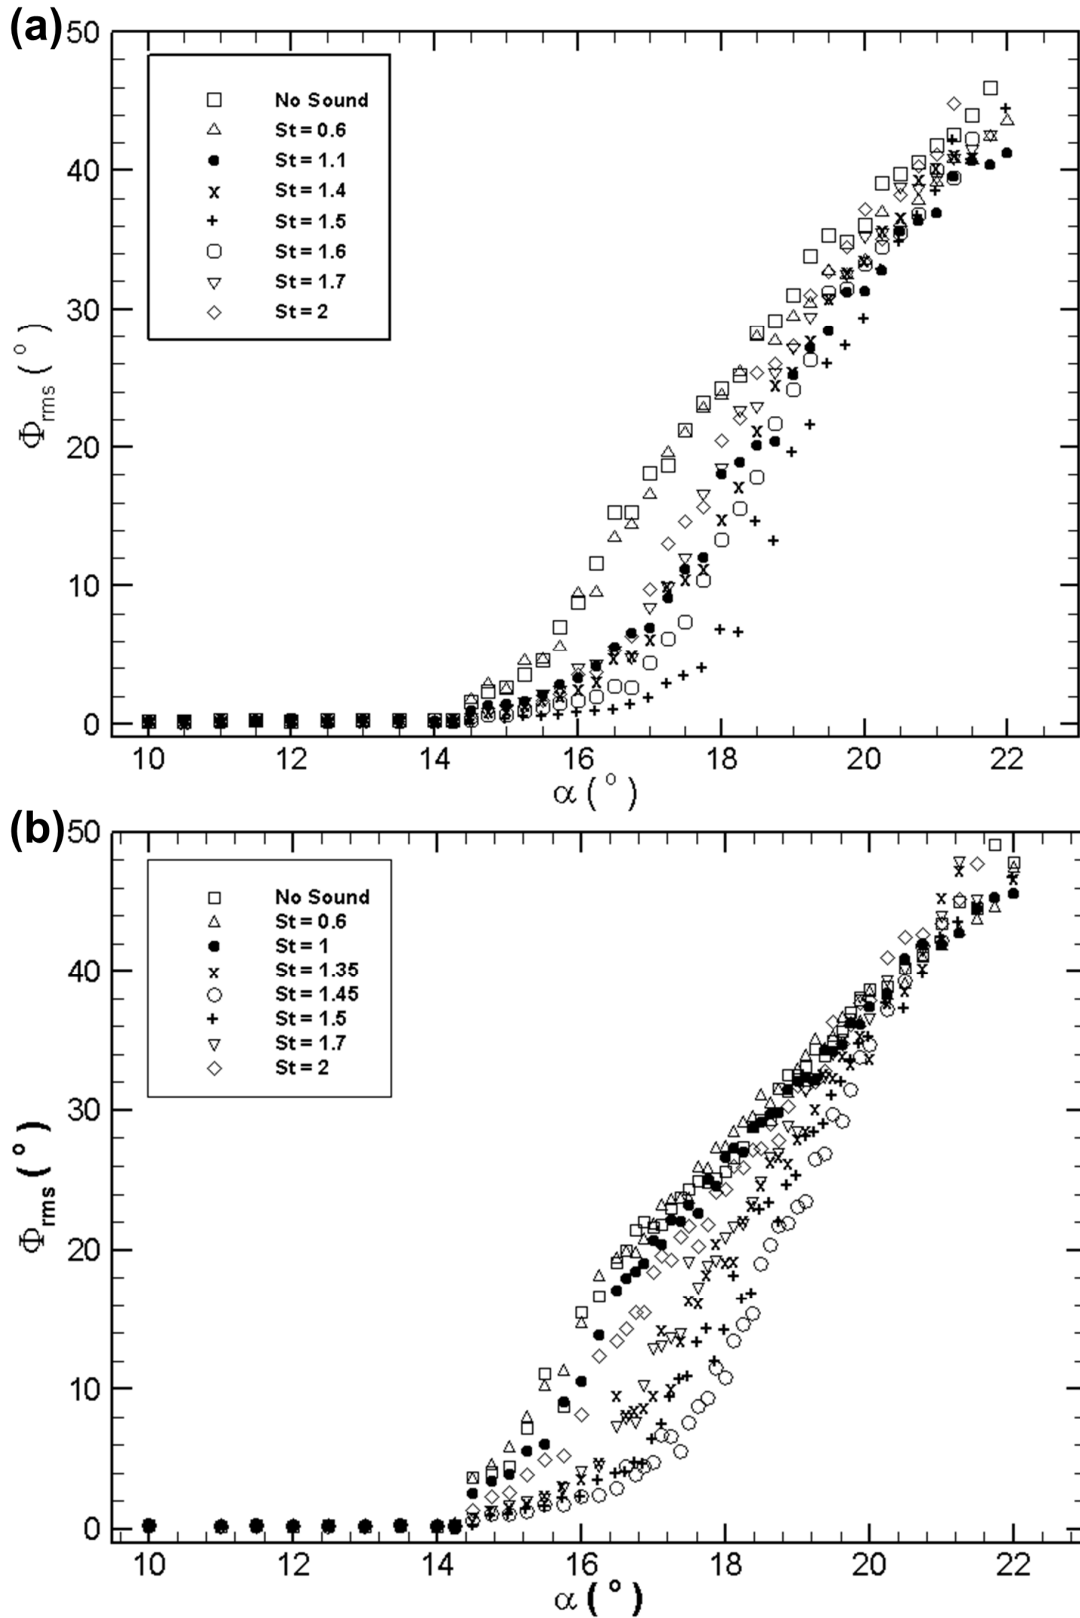 (a)
50
40
30
20
10
0
Φrms ( ° )
No Sound
St = 0.6
St = 1.1
St = 1.4
St = 1.5
St = 1.6
St = 1.7
St = 2
10 12 14 16 18 20 22
α ( ° )
(b)
50
40
30
20
10
0
Φrms ( ° )
No Sound
St = 0.6
St = 1
St = 1.35
St = 1.45
St = 1.5
St = 1.7
St = 2
10 12 14 16 18 20 22
α ( ° )